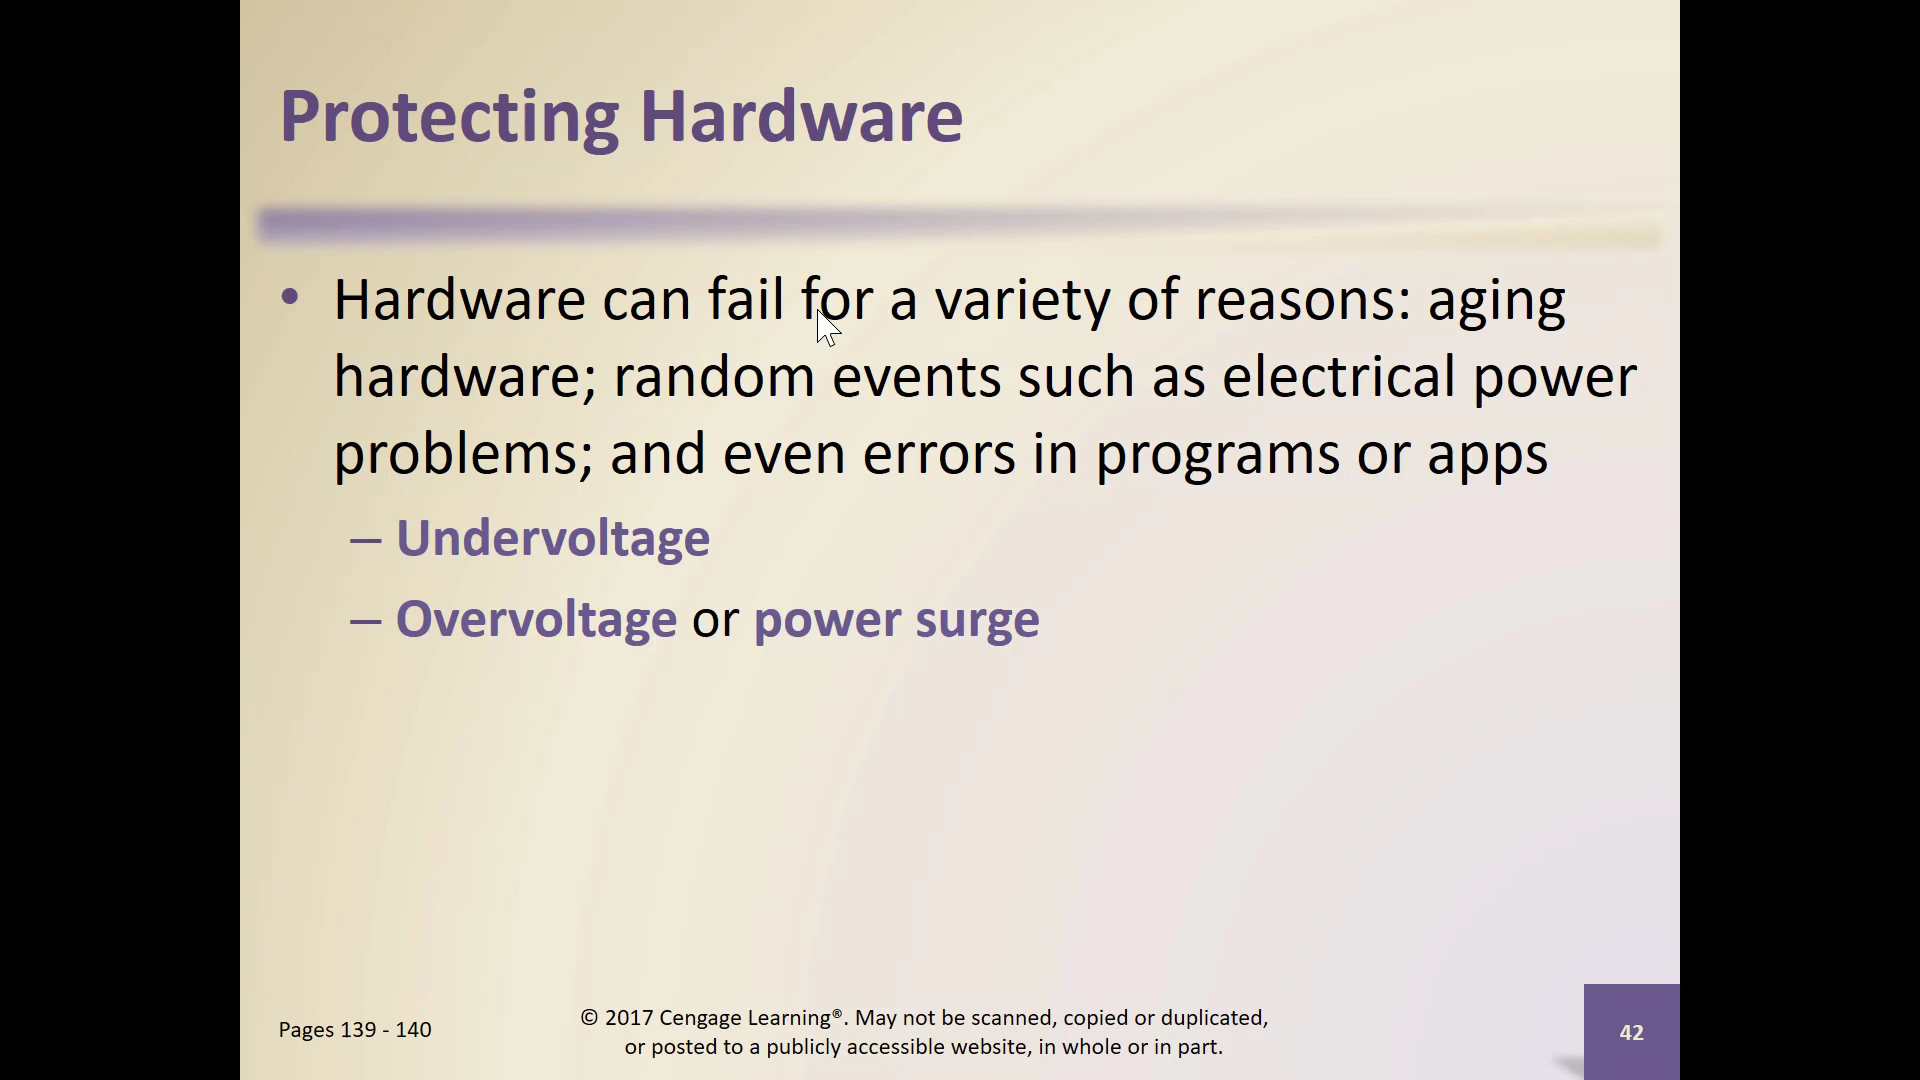 Protecting Hardware
• Hardware can fail for a variety of reasons: aging
hardware; random events such as electrical power
problems; and even errors in programs or apps
– Undervoltage
– Overvoltage or power surge
Pages 139 - 140
© 2017 Cengage Learning®. May not be scanned, copied or duplicated,
or posted to a publicly accessible website, in whole or in part.
42